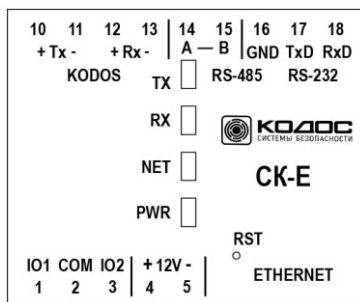 10 11 12 13 14 15 16 17 18
+ Tx - + Rx - A — B GND TxD RxD
KODOS RS-485 RS-232
TX
RX
КОДОС
СИСТЕМЫ БЕЗОПАСНОСТИ
NET
СК-Е
PWR
RST
IO1 COM IO2 + 12V -
ETHERNET
1 2 3 4 5